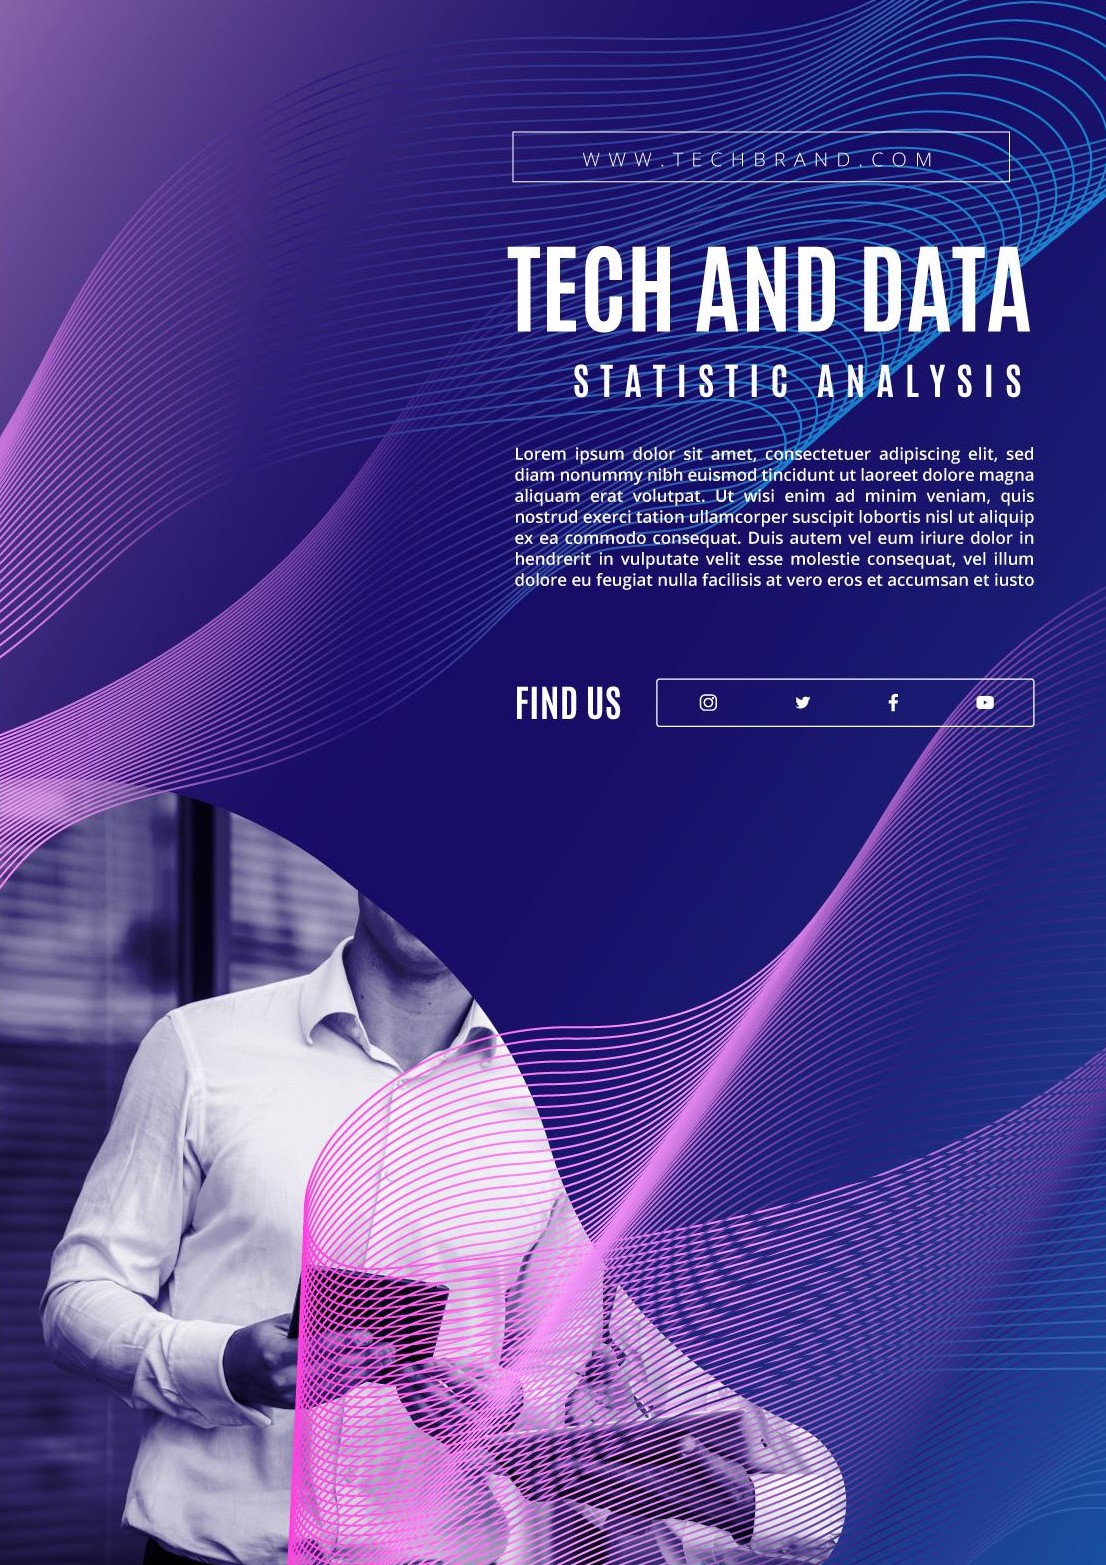 WWW.TECHBRAND.COM
TECH AND DATA
STATISTIC ANALYSIS
Lorem ipsum dolor sit amet, consectetuer adipiscing elit, sed
diam nonummy nibh euismod tincidunt ut laoreet dolore magna
aliquam erat volutpat. Ut wisi enim ad minim veniam, quis
nostrud exerci tation ullamcorper suscipit lobortis nisl ut aliquip
ex ea commodo consequat. Duis autem vel eum iriure dolor in
hendrerit in vulputate velit esse molestie consequat, vel illum
dolore eu feugiat nulla facilisis at vero eros et accumsan et iusto
FIND US